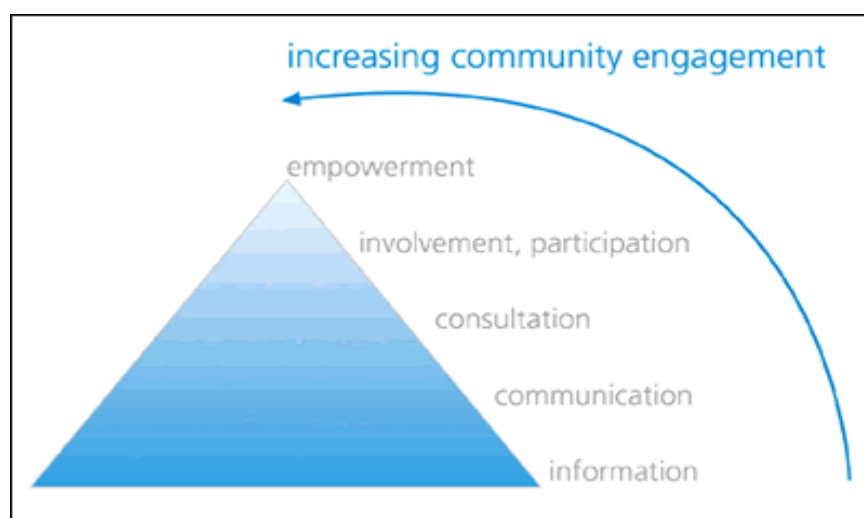 increasing community engagement
empowerment
involvement, participation
consultation
communication
information